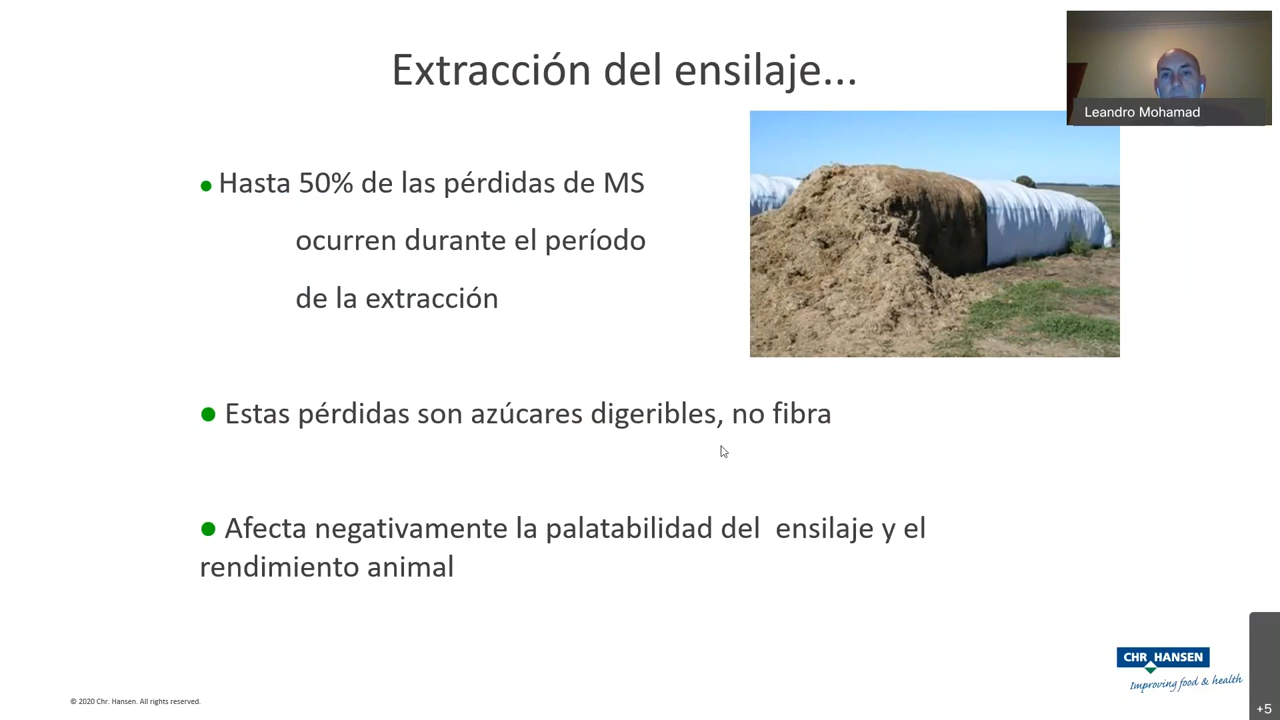 Extracción del ensilaje...
Leandro Mohamad
● Hasta 50% de las pérdidas de MS
ocurren durante el período
de la extracción
● Estas pérdidas son azúcares digeribles, no fibra
● Afecta negativamente la palatabilidad del  ensilaje y el
rendimiento animal
CHR HANSEN
Improving food & health
© 2020 Chr. Hansen. All rights reserved.
+5